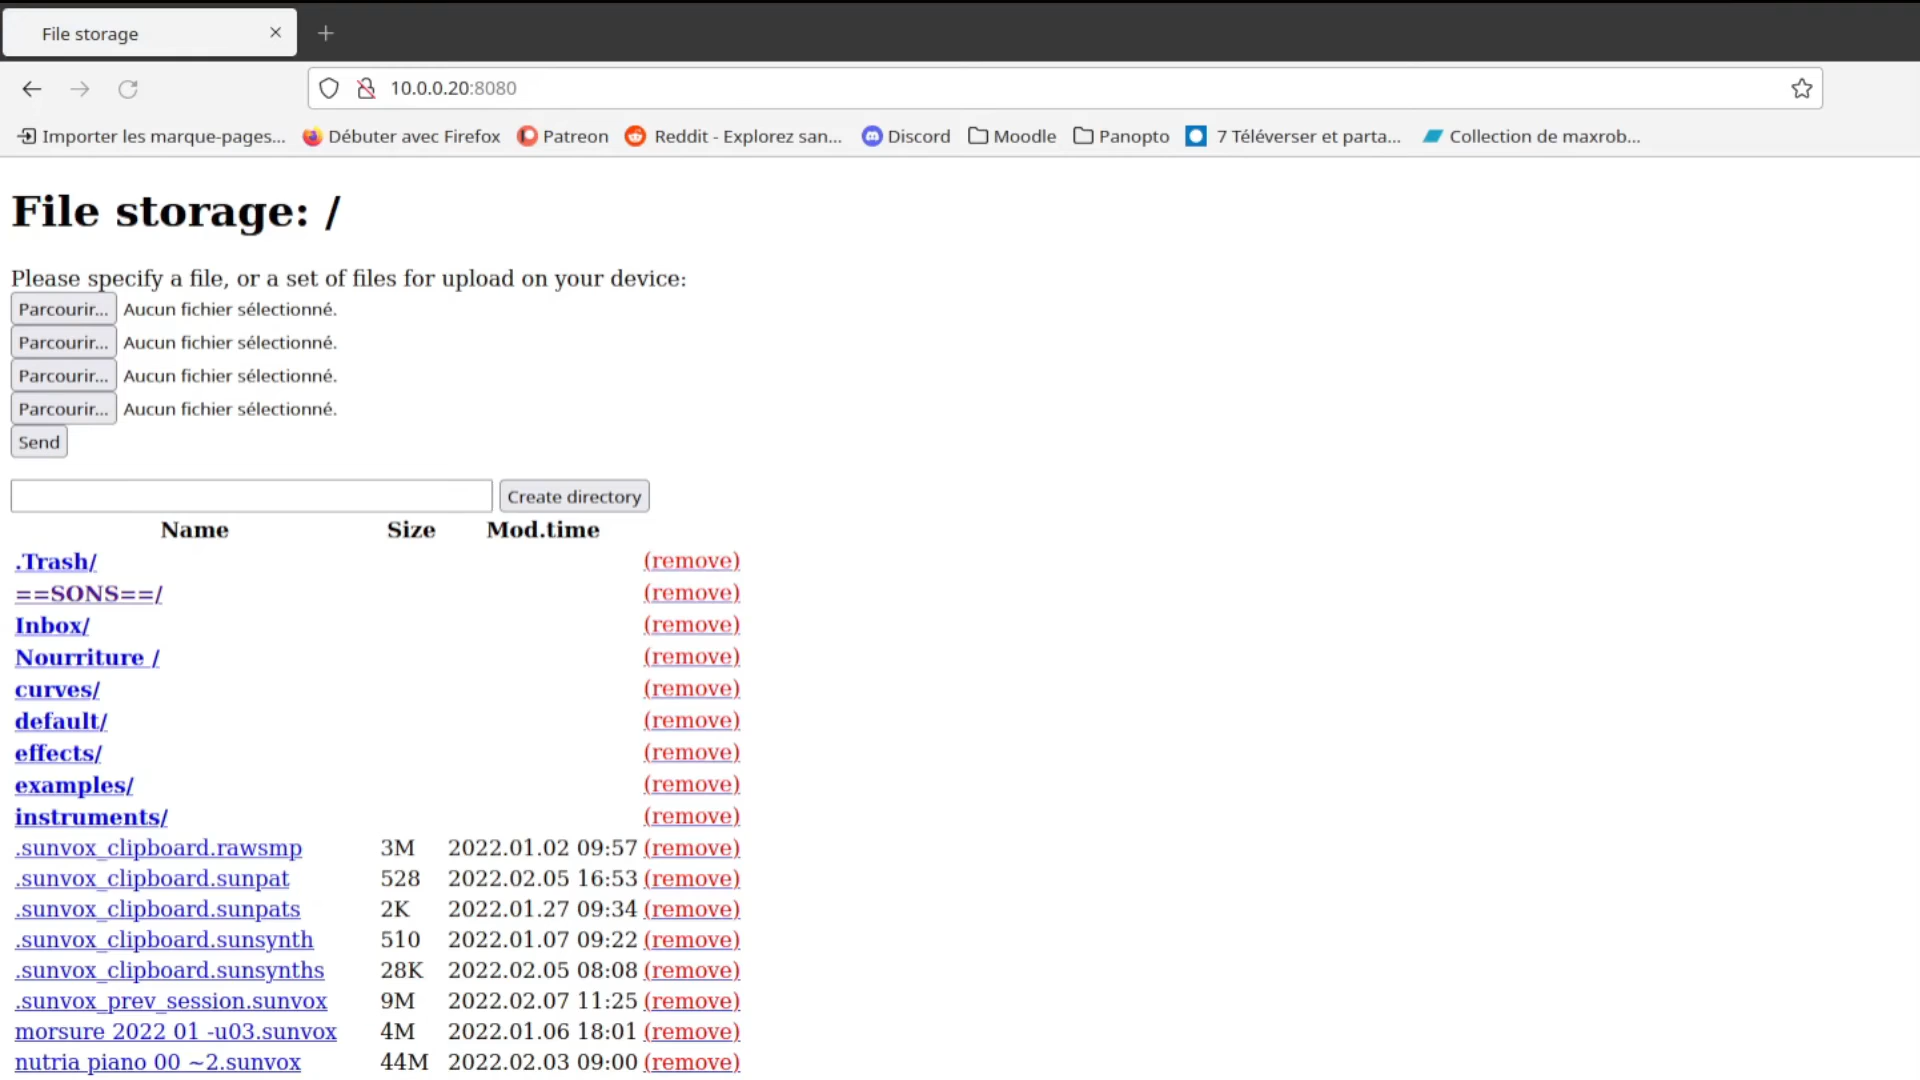 File storage
10.0.0.20:8080
Importer les marque-pages... Débuter avec Firefox Patreon Reddit - Explorez san... Discord Moodle Panopto 7 Téléverser et parta... Collection de maxrob...
File storage: /
Please specify a file, or a set of files for upload on your device:
Parcourir... Aucun fichier sélectionné.
Parcourir... Aucun fichier sélectionné.
Parcourir... Aucun fichier sélectionné.
Parcourir... Aucun fichier sélectionné.
Send
Create directory
Name Size Mod.time
.Trash/ (remove)
==SONS==/ (remove)
Inbox/ (remove)
Nourriture / (remove)
curves/ (remove)
default/ (remove)
effects/ (remove)
examples/ (remove)
instruments/ (remove)
.sunvox_clipboard.rawsmp 3M 2022.01.02 09:57 (remove)
.sunvox_clipboard.sunpat 528 2022.02.05 16:53 (remove)
.sunvox_clipboard.sunpats 2K 2022.01.27 09:34 (remove)
.sunvox_clipboard.sunsynth 510 2022.01.07 09:22 (remove)
.sunvox_clipboard.sunsynths 28K 2022.02.05 08:08 (remove)
.sunvox_prev_session.sunvox 9M 2022.02.07 11:25 (remove)
morsure 2022 01 -u03.sunvox 4M 2022.01.06 18:01 (remove)
nutria piano 00 ~2.sunvox 44M 2022.02.03 09:00 (remove)